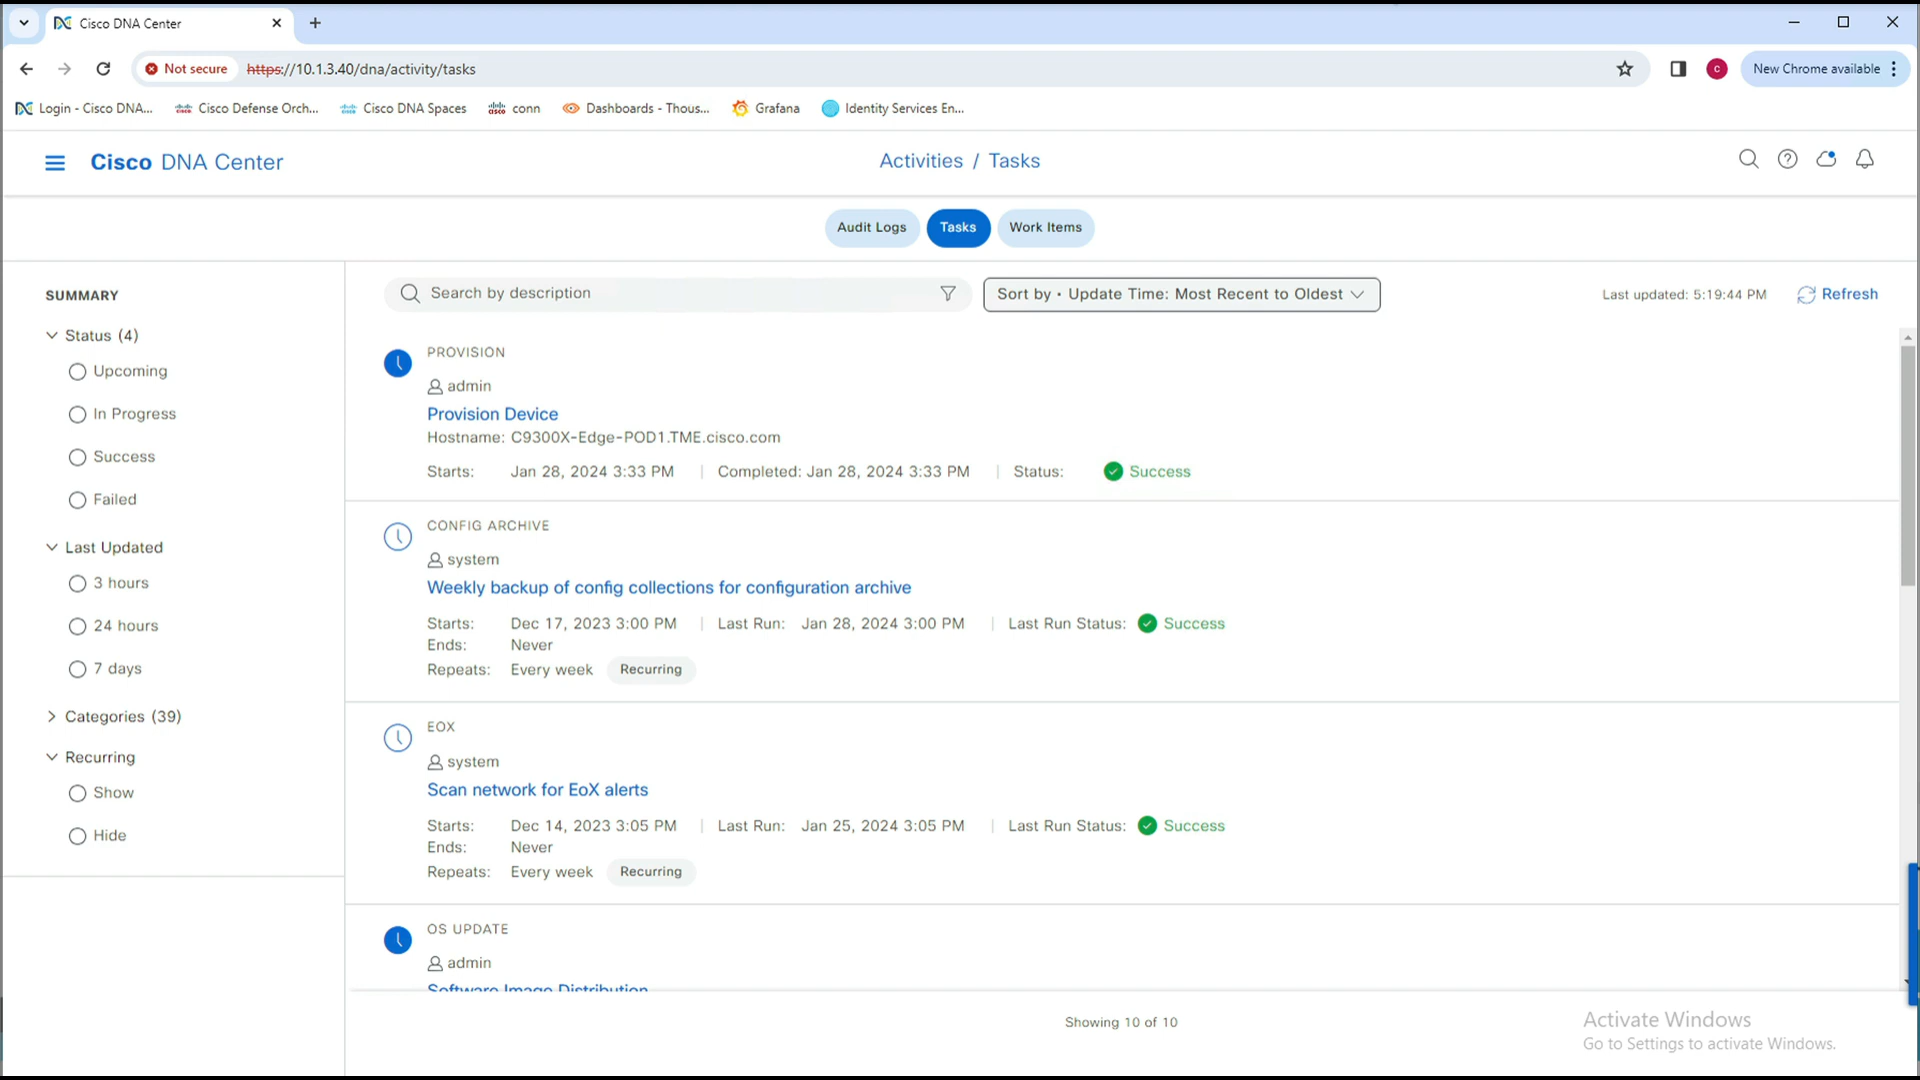 Cisco DNA Center
Not secure https://10.1.3.40/dna/activity/tasks
New Chrome available
Login - Cisco DNA... Cisco Defense Orch... Cisco DNA Spaces conn Dashboards - Thous... Grafana Identity Services En...
Cisco DNA Center
Activities / Tasks
Audit Logs Tasks Work Items
SUMMARY
Status (4)
Upcoming
In Progress
Success
Failed
Last Updated
3 hours
24 hours
7 days
Categories (39)
Recurring
Show
Hide
Search by description
Sort by • Update Time: Most Recent to Oldest
Last updated: 5:19:44 PM Refresh
PROVISION
admin
Provision Device
Hostname: C9300X-Edge-POD1.TME.cisco.com
Starts: Jan 28, 2024 3:33 PM | Completed: Jan 28, 2024 3:33 PM | Status: Success
CONFIG ARCHIVE
system
Weekly backup of config collections for configuration archive
Starts: Dec 17, 2023 3:00 PM | Last Run: Jan 28, 2024 3:00 PM | Last Run Status: Success
Ends: Never
Repeats: Every week Recurring
EOX
system
Scan network for EoX alerts
Starts: Dec 14, 2023 3:05 PM | Last Run: Jan 25, 2024 3:05 PM | Last Run Status: Success
Ends: Never
Repeats: Every week Recurring
OS UPDATE
admin
Software Image Distribution
Showing 10 of 10
Activate Windows
Go to Settings to activate Windows.